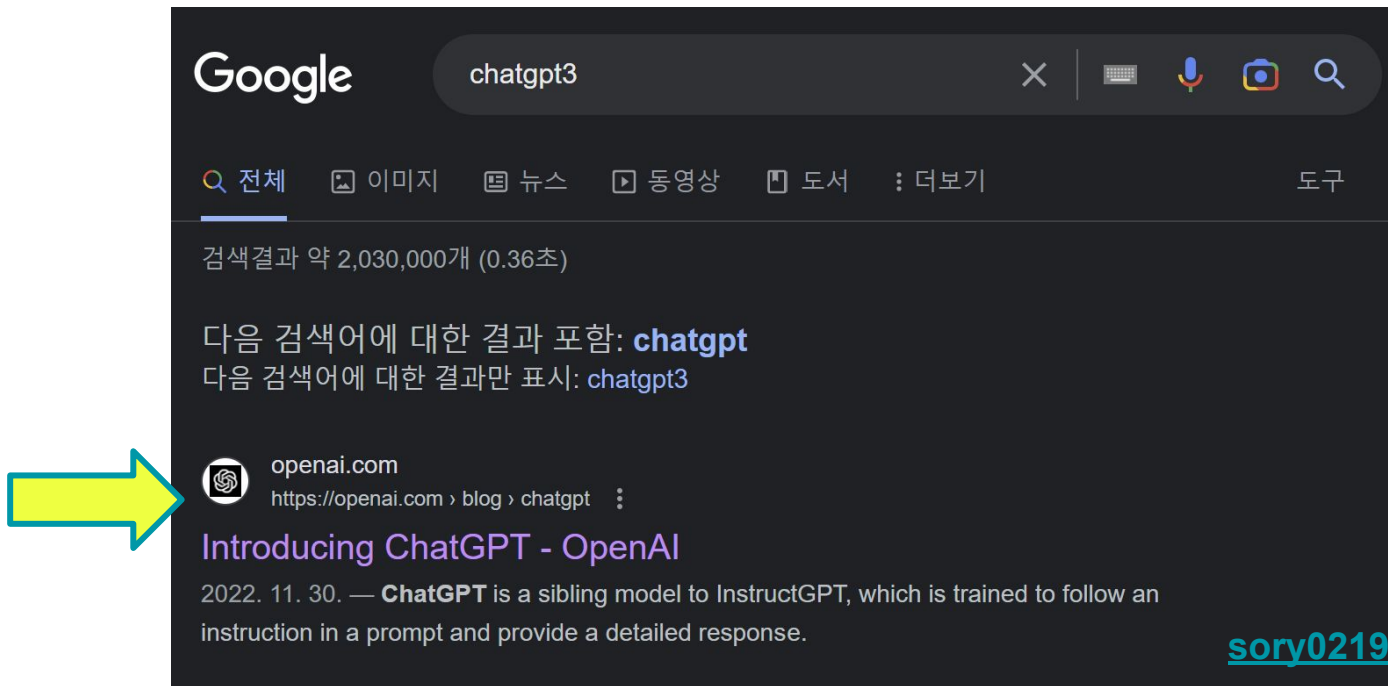 Google chatgpt3
전체 이미지 뉴스 동영상 도서 더보기 도구
검색결과 약 2,030,000개 (0.36초)
다음 검색어에 대한 결과 포함: chatgpt
다음 검색어에 대한 결과만 표시: chatgpt3
openai.com
https://openai.com › blog › chatgpt
Introducing ChatGPT - OpenAI
2022. 11. 30. — ChatGPT is a sibling model to InstructGPT, which is trained to follow an
instruction in a prompt and provide a detailed response.
sory0219